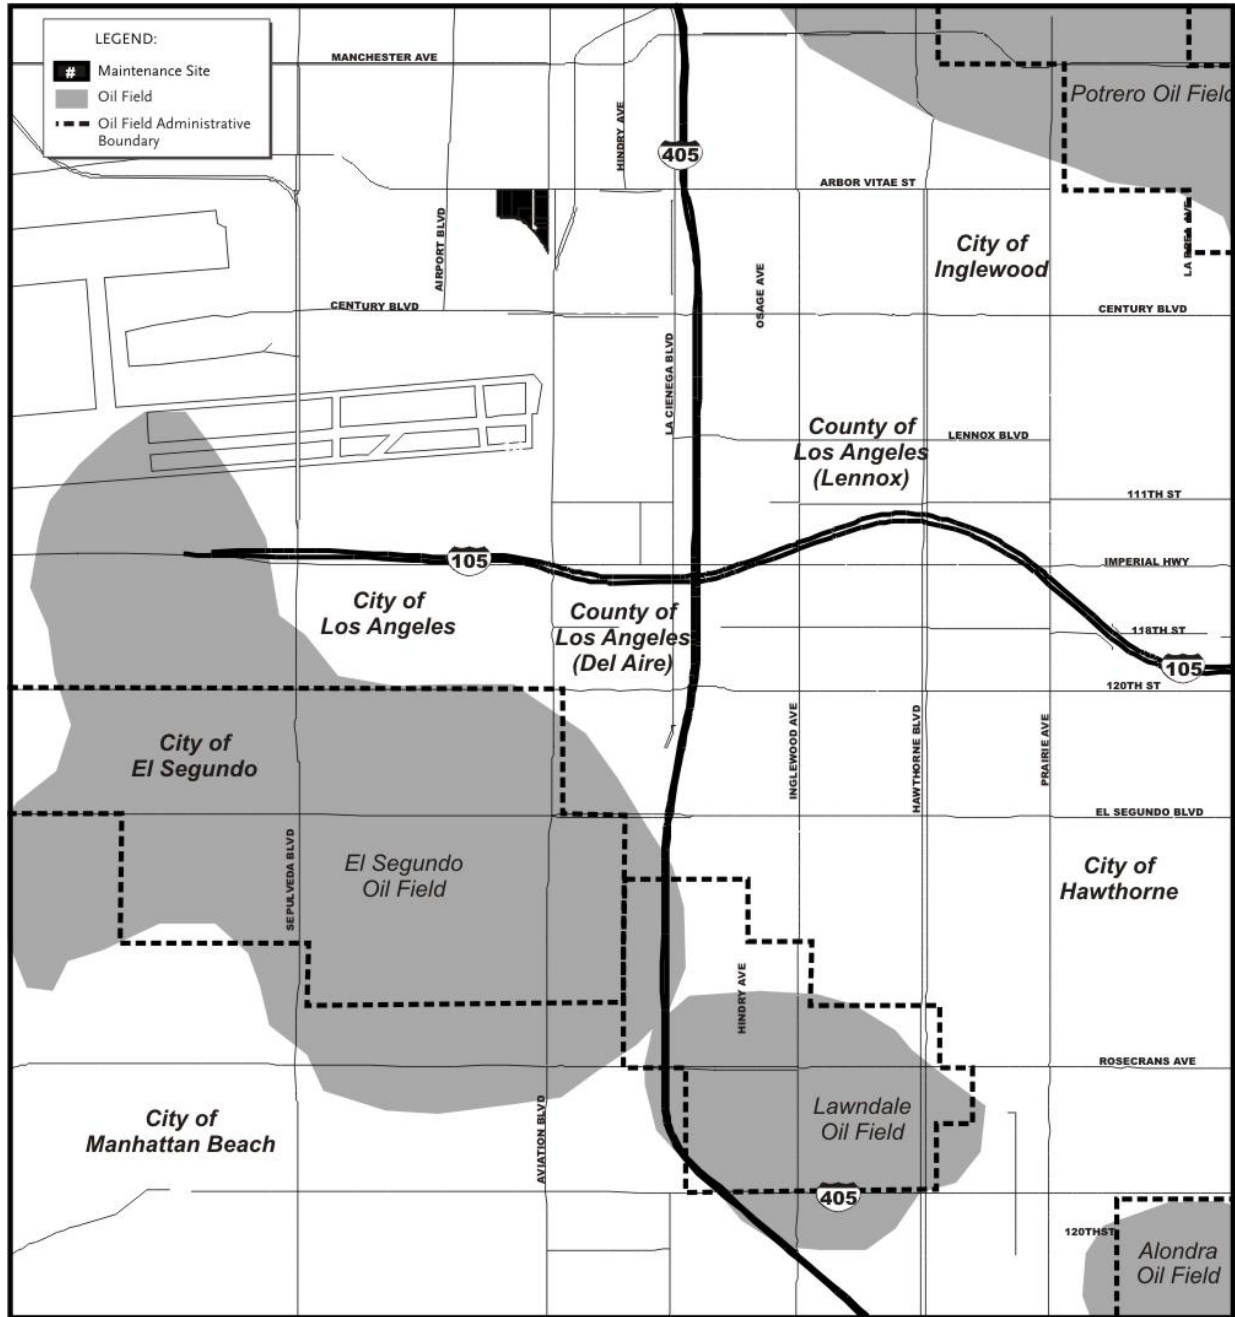 LEGEND:
# Maintenance Site
Oil Field
Oil Field Administrative
Boundary
MANCHESTER AVE
HINDRY AVE
405
Potrero Oil Field
ARBOR VITAE ST
AIRPORT BLVD
City of
Inglewood
LA BREA AVE
OSAGE AVE
CENTURY BLVD
CENTURY BLVD
LA CIENEGA BLVD
County of
Los Angeles
(Lennox)
LENNOX BLVD
111TH ST
105
IMPERIAL HWY
City of
Los Angeles
County of
Los Angeles
(Del Aire)
118TH ST
105
120TH ST
City of
El Segundo
INGLEWOOD AVE
HAWTHORNE BLVD
PRAIRIE AVE
EL SEGUNDO BLVD
SEPULVEDA BLVD
El Segundo
Oil Field
City of
Hawthorne
HINDRY AVE
ROSECRANS AVE
City of
Manhattan Beach
AVIATION BLVD
Lawndale
Oil Field
405
120THST
Alondra
Oil Field